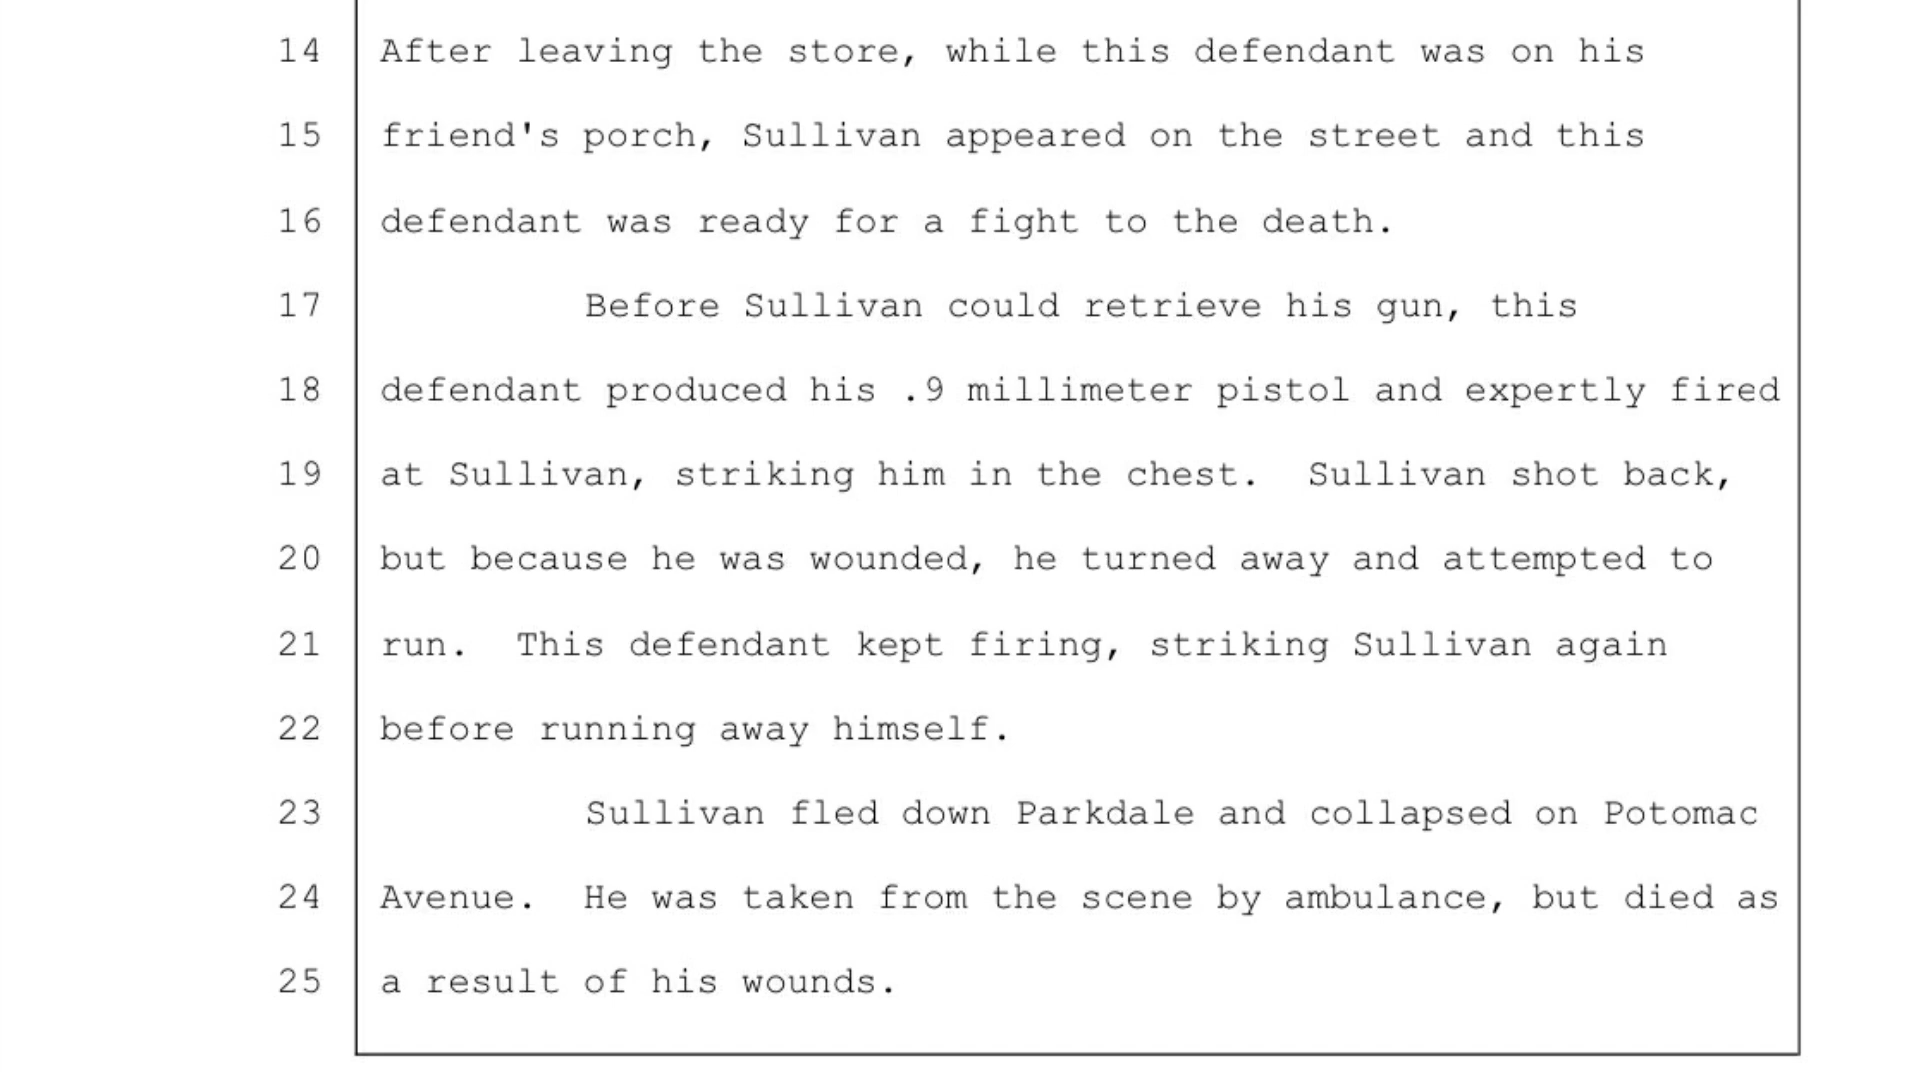 14 After leaving the store, while this defendant was on his
15 friend's porch, Sullivan appeared on the street and this
16 defendant was ready for a fight to the death.
17 Before Sullivan could retrieve his gun, this
18 defendant produced his .9 millimeter pistol and expertly fired
19 at Sullivan, striking him in the chest. Sullivan shot back,
20 but because he was wounded, he turned away and attempted to
21 run. This defendant kept firing, striking Sullivan again
22 before running away himself.
23 Sullivan fled down Parkdale and collapsed on Potomac
24 Avenue. He was taken from the scene by ambulance, but died as
25 a result of his wounds.